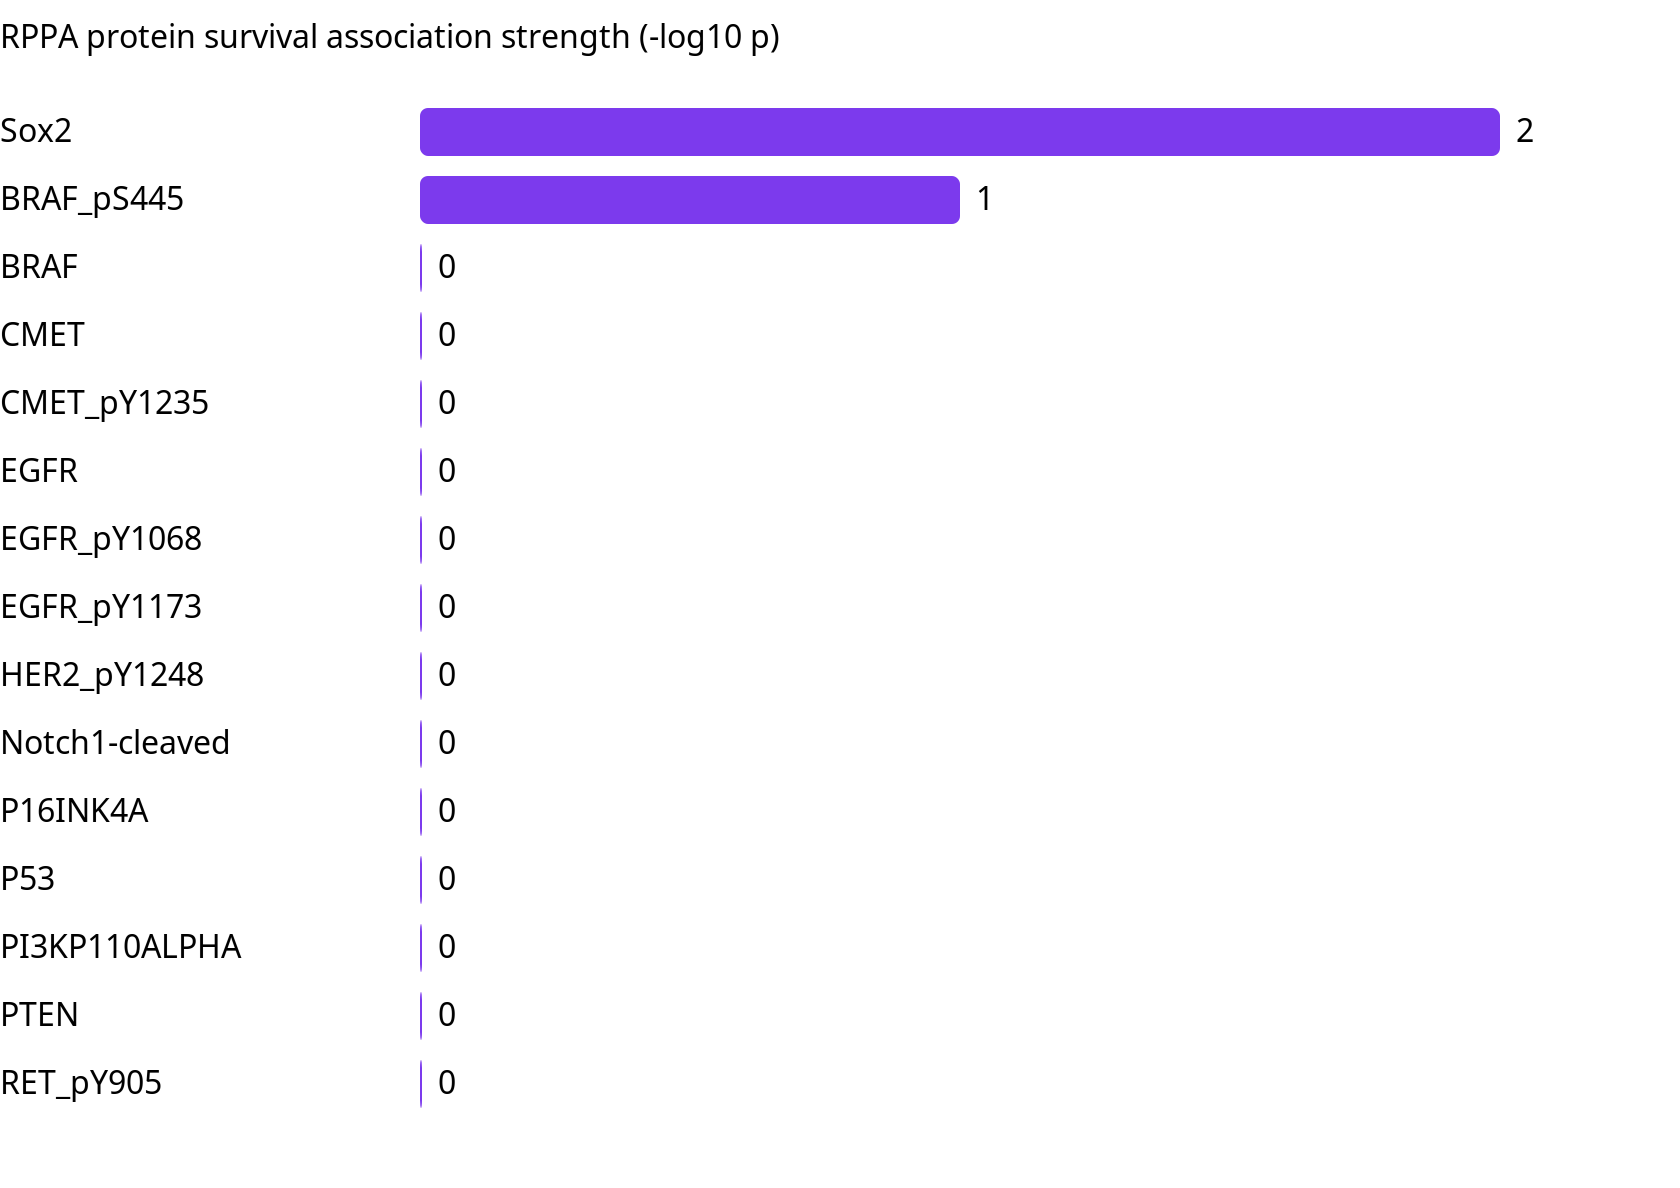 RPPA protein survival association strength (-log10 p)
Sox2 2
BRAF_pS445 1
BRAF 0
CMET 0
CMET_pY1235 0
EGFR 0
EGFR_pY1068 0
EGFR_pY1173 0
HER2_pY1248 0
Notch1-cleaved 0
P16INK4A 0
P53 0
PI3KP110ALPHA 0
PTEN 0
RET_pY905 0